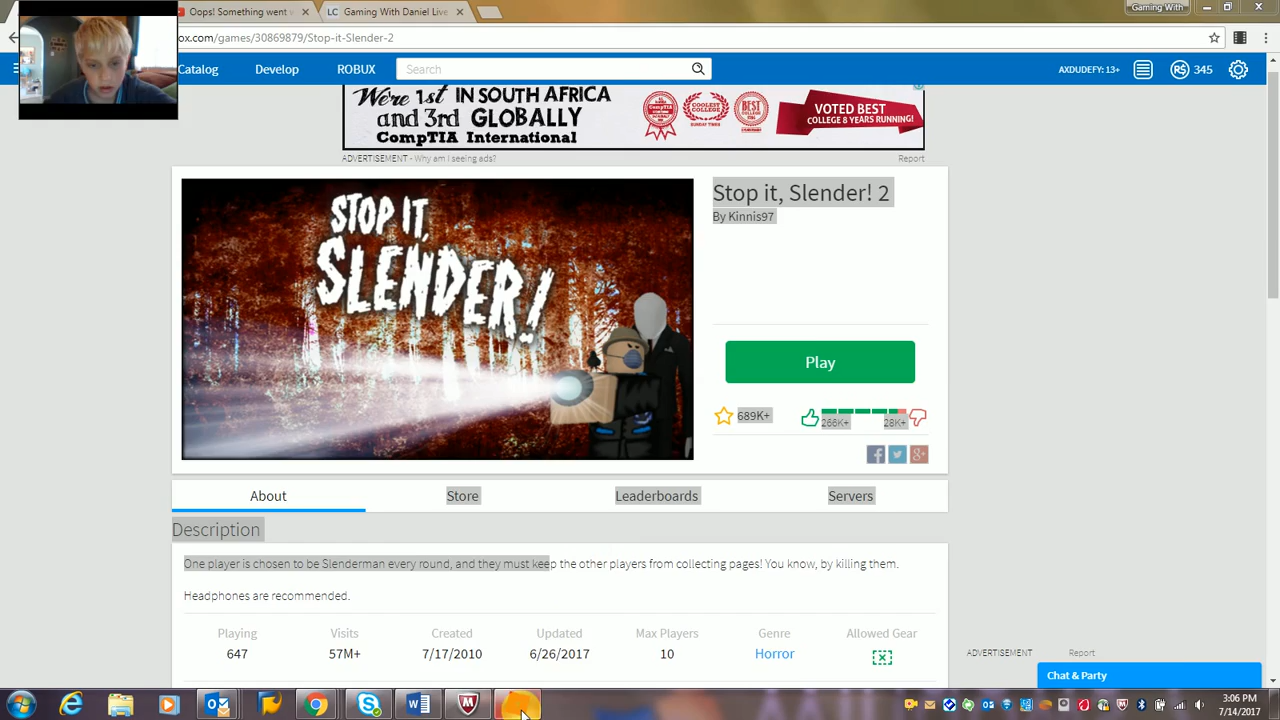 Oops! Something went
LC Gaming With Daniel Live
Gaming With
ox.com/games/30869879/Stop-it-Slender-2
Catalog
Develop
ROBUX
Search
AXDUDEFY: 13+
345
We're 1st IN SOUTH AFRICA
and 3rd GLOBALLY
CompTIA International
COOLEST COLLEGE
BEST COLLEGE
VOTED BEST
COLLEGE 8 YEARS RUNNING!
ADVERTISEMENT - Why am I seeing ads?
Report
STOP IT,
SLENDER!
Stop it, Slender! 2
By Kinnis97
Play
689K+
266K+
28K+
About
Store
Leaderboards
Servers
Description
One player is chosen to be Slenderman every round, and they must keep the other players from collecting pages! You know, by killing them.
Headphones are recommended.
Playing
Visits
Created
Updated
Max Players
Genre
Allowed Gear
647
57M+
7/17/2010
6/26/2017
10
Horror
ADVERTISEMENT
Report
Chat & Party
3:06 PM
7/14/2017